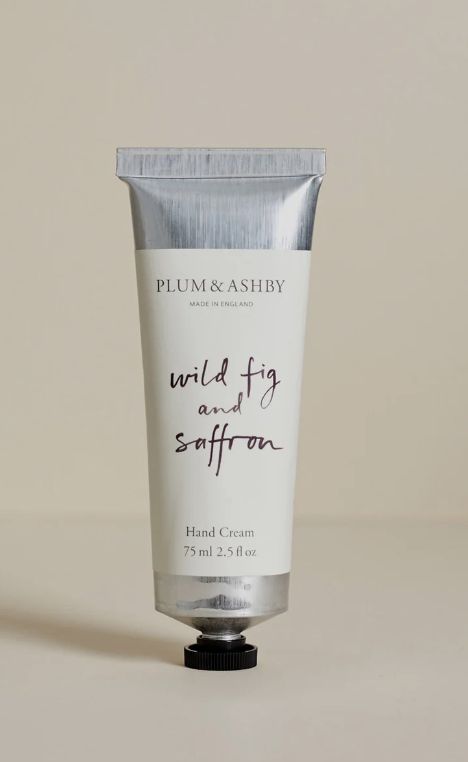 PLUM & ASHBY
MADE IN ENGLAND
wild fig
and
saffron
Hand Cream
75 ml 2.5 fl oz